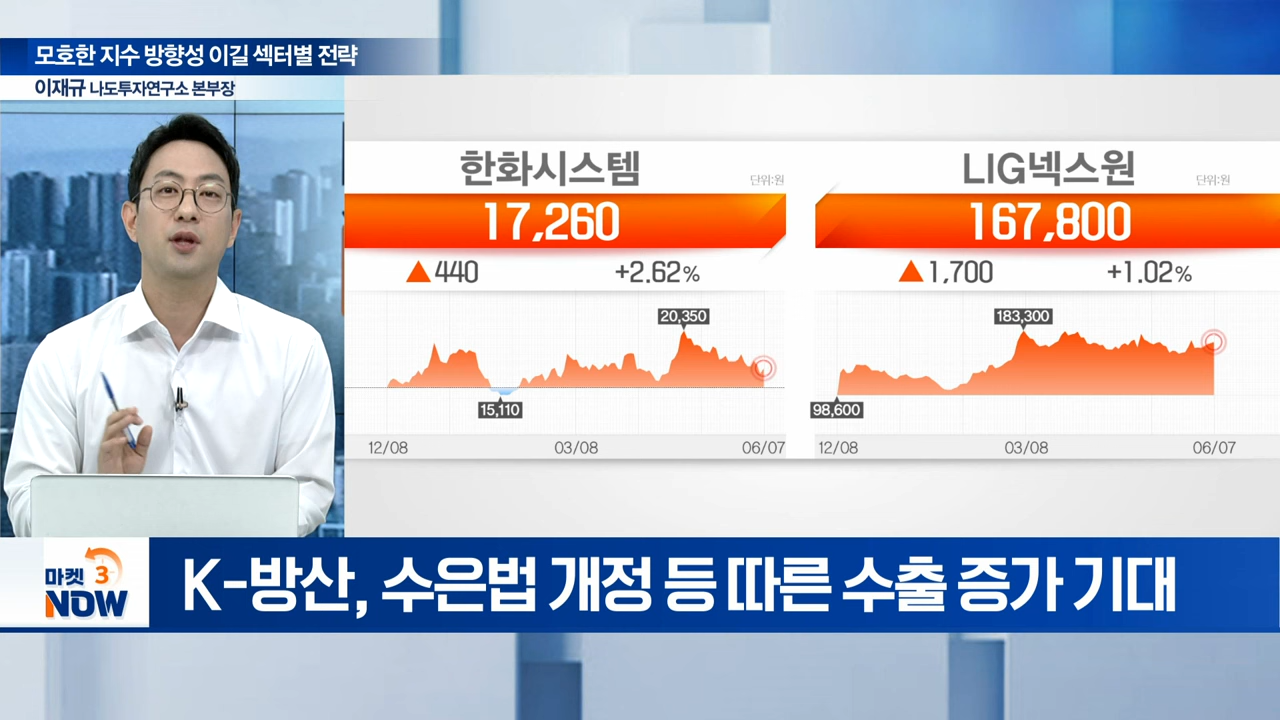 모호한 지수 방향성 이길 섹터별 전략
이재규 나도투자연구소 본부장
한화시스템
단위:원
17,260
▲440 +2.62%
20,350
15,110
12/08 03/08 06/07
LIG넥스원
단위:원
167,800
▲1,700 +1.02%
183,300
98,600
12/08 03/08 06/07
마켓 3
NOW
K-방산, 수은법 개정 등 따른 수출 증가 기대